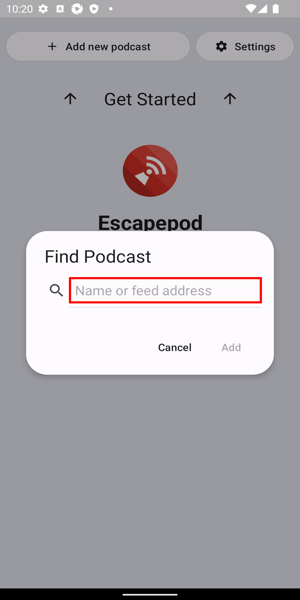 10:20
Add new podcast
Settings
Get Started
Escapepod
Find Podcast
Name or feed address
Cancel
Add